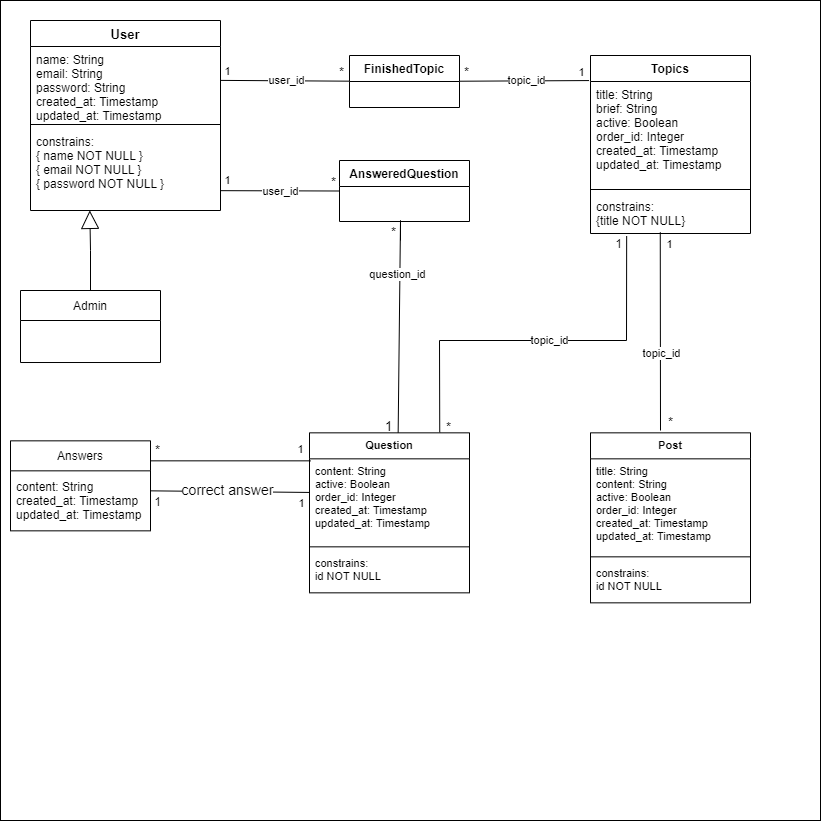 User
name: String
email: String
password: String
created_at: Timestamp
updated_at: Timestamp
constrains:
{ name NOT NULL }
{ email NOT NULL }
{ password NOT NULL }
1
user_id
*
FinishedTopic
*
topic_id
1
Topics
title: String
brief: String
active: Boolean
order_id: Integer
created_at: Timestamp
updated_at: Timestamp
constrains:
{title NOT NULL}
1
user_id
*
AnsweredQuestion
*
question_id
1
Admin
1
topic_id
*
1
topic_id
*
Answers
content: String
created_at: Timestamp
updated_at: Timestamp
*
1
1
correct answer
1
Question
content: String
active: Boolean
order_id: Integer
created_at: Timestamp
updated_at: Timestamp
constrains:
id NOT NULL
Post
title: String
content: String
active: Boolean
order_id: Integer
created_at: Timestamp
updated_at: Timestamp
constrains:
id NOT NULL